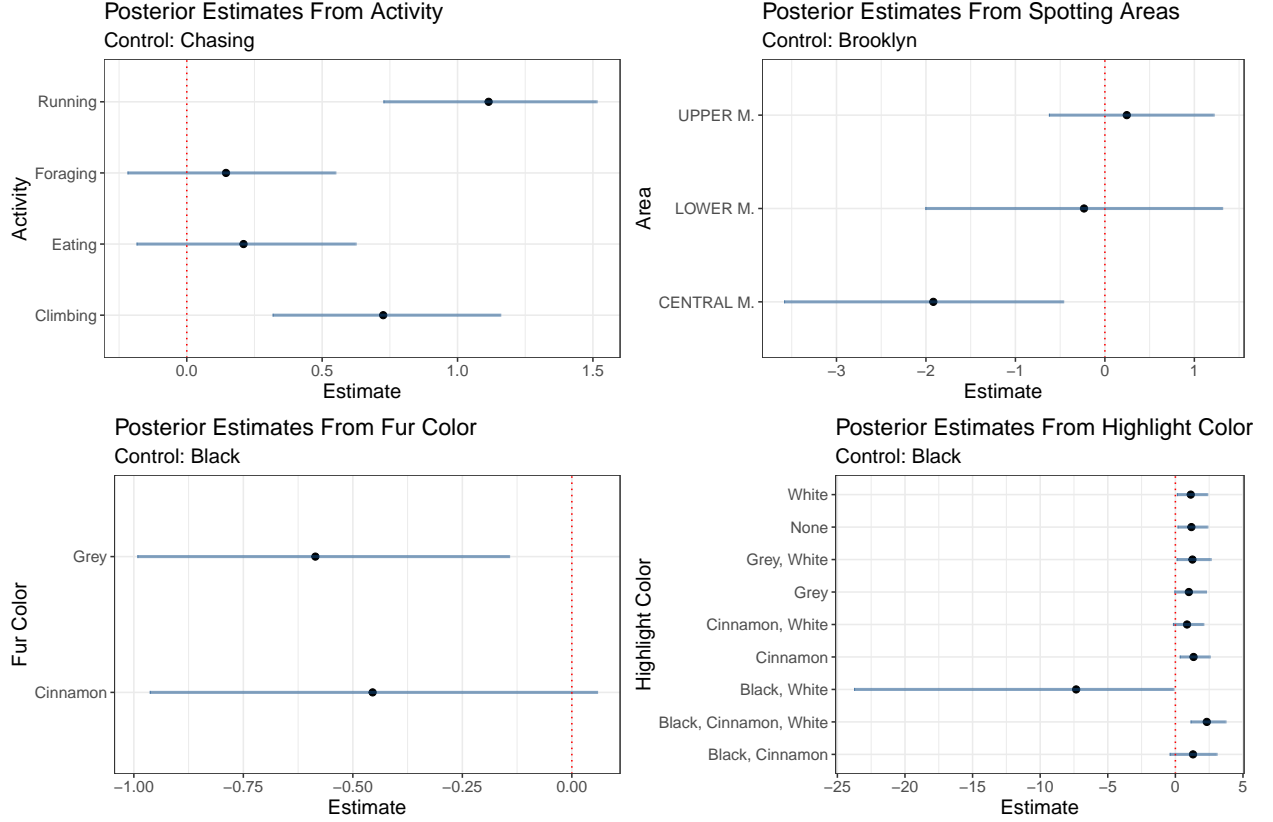 Posterior Estimates From Activity
Control: Chasing
Activity
Running
Foraging
Eating
Climbing
0.0 0.5 1.0 1.5
Estimate
Posterior Estimates From Spotting Areas
Control: Brooklyn
Area
UPPER M.
LOWER M.
CENTRAL M.
−3 −2 −1 0 1
Estimate
Posterior Estimates From Fur Color
Control: Black
Fur Color
Grey
Cinnamon
−1.00 −0.75 −0.50 −0.25 0.00
Estimate
Posterior Estimates From Highlight Color
Control: Black
Highlight Color
White
None
Grey, White
Grey
Cinnamon, White
Cinnamon
Black, White
Black, Cinnamon, White
Black, Cinnamon
−25 −20 −15 −10 −5 0 5
Estimate